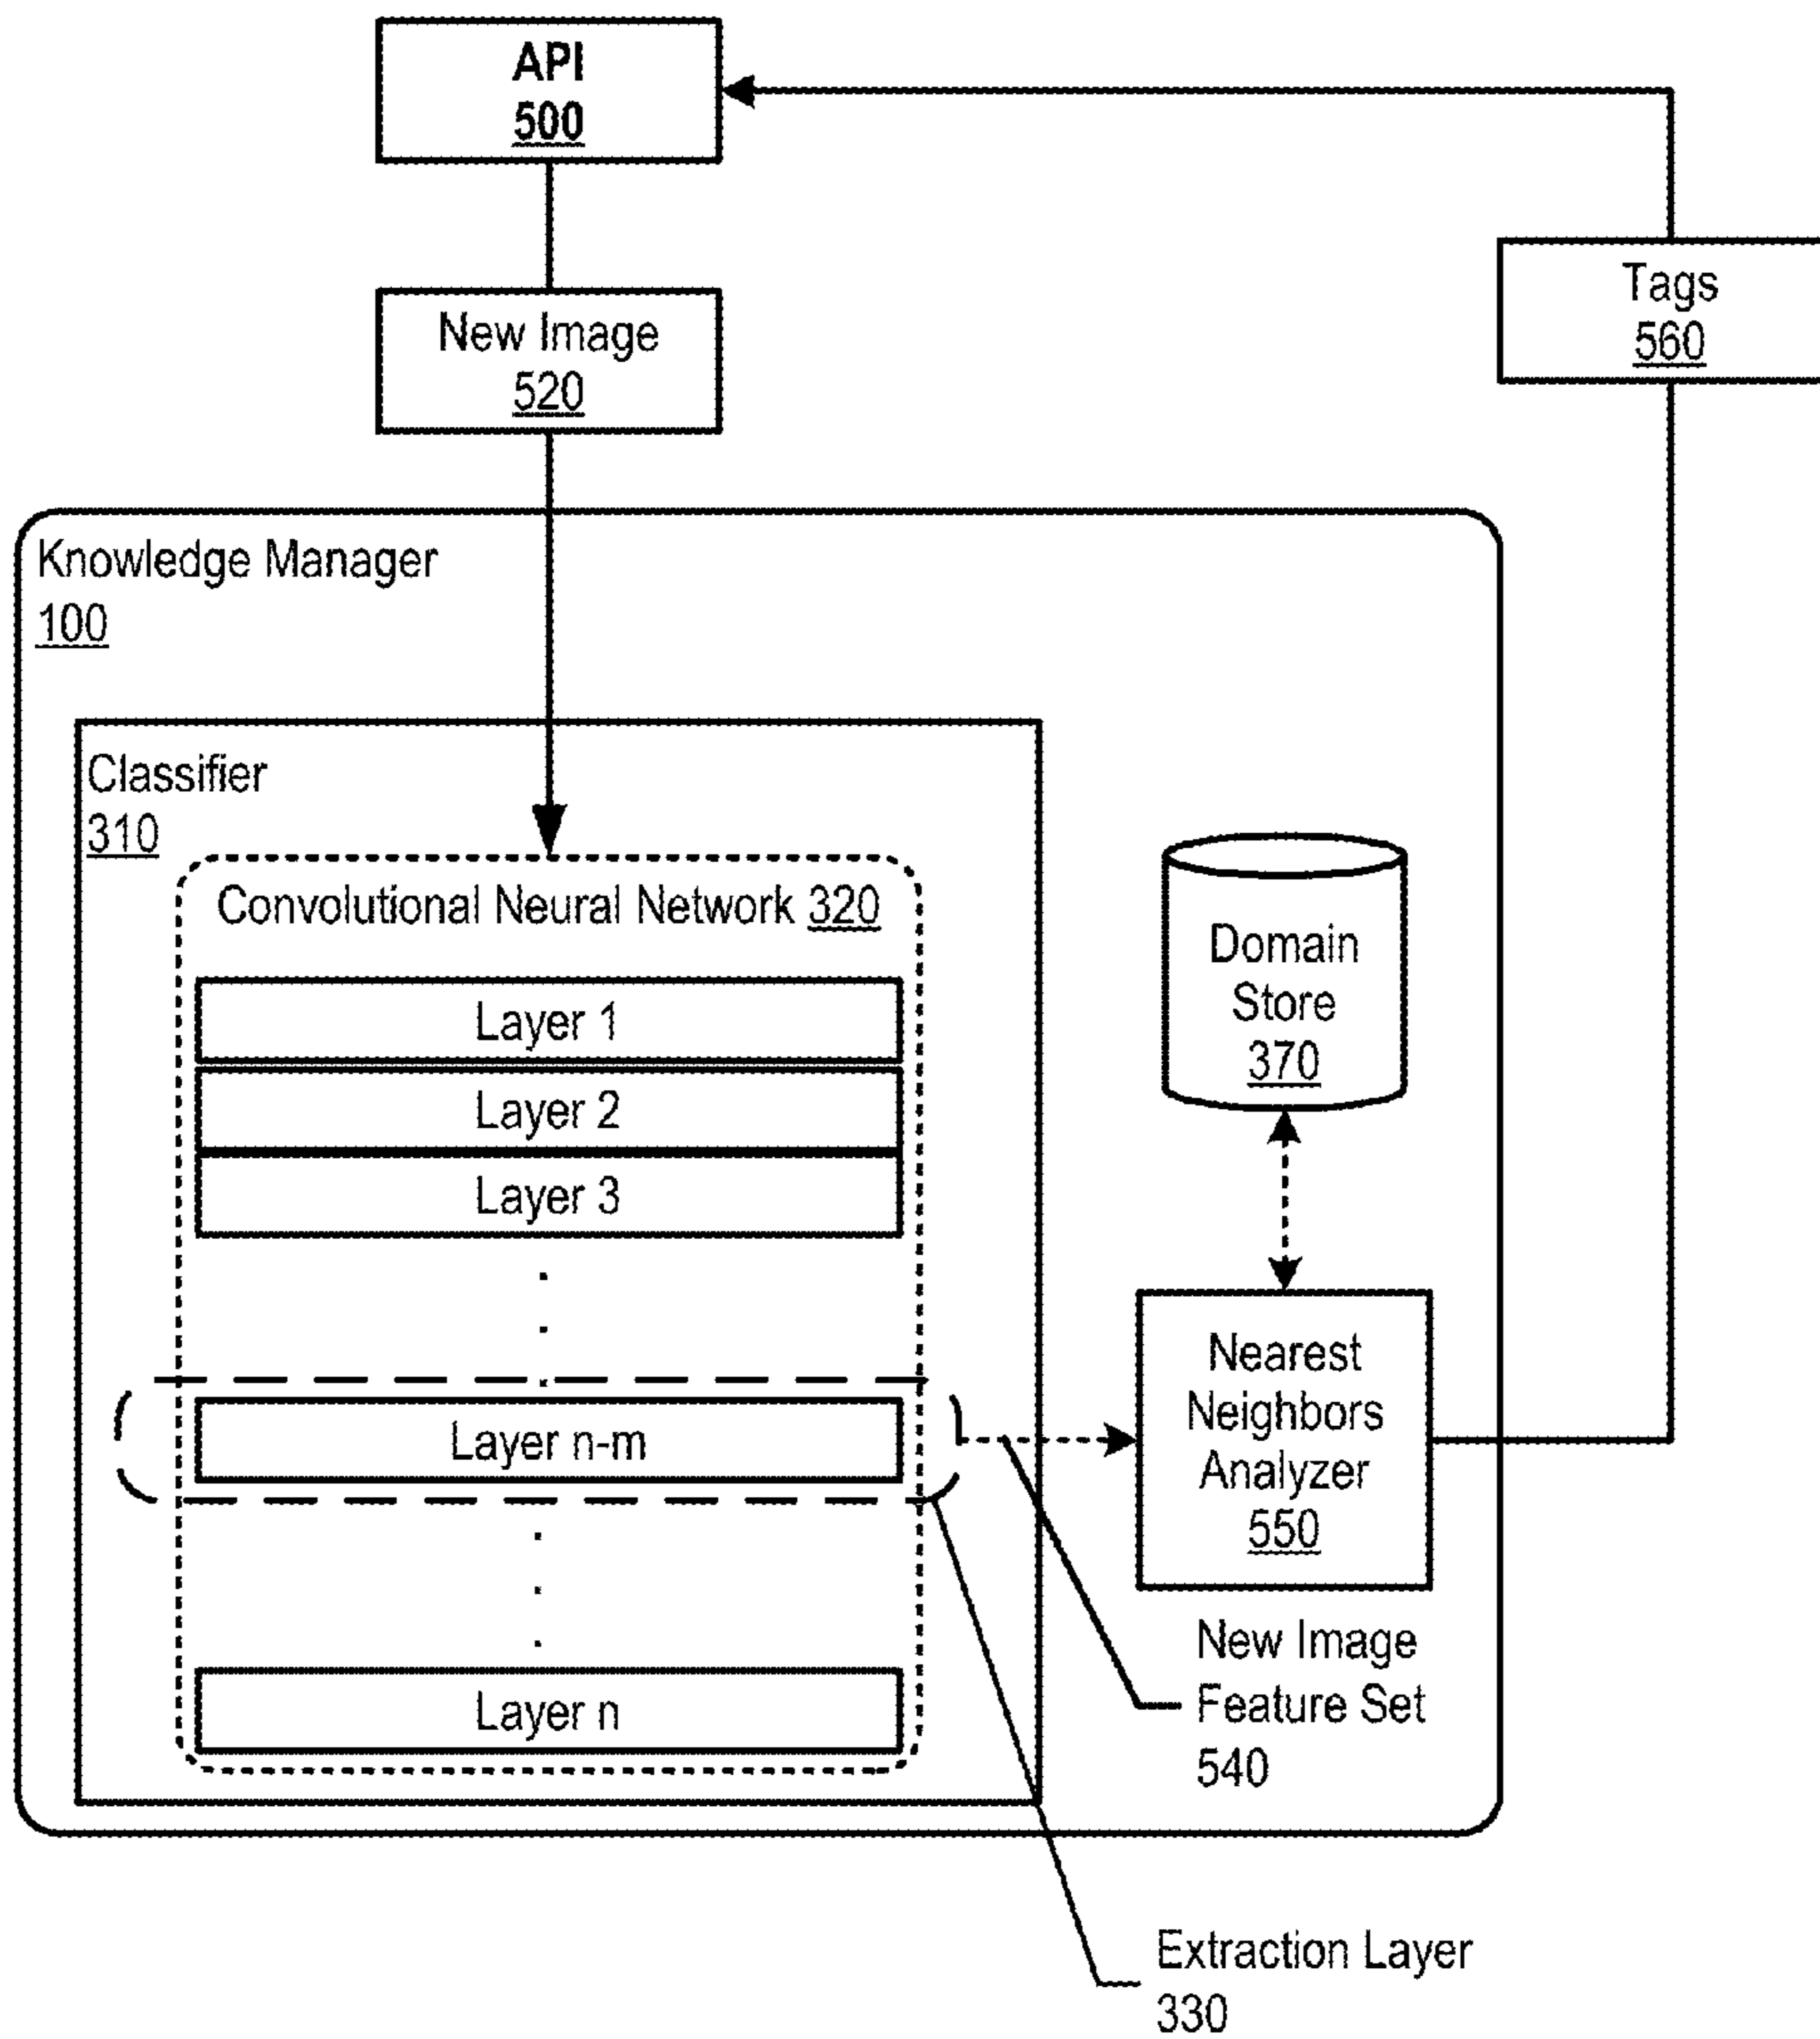 API
500
New Image
520
Tags
560
Knowledge Manager
100
Classifier
310
Convolutional Neural Network 320
Layer 1
Layer 2
Layer 3
Layer n-m
Layer n
Domain
Store
370
Nearest
Neighbors
Analyzer
550
New Image
Feature Set
540
Extraction Layer
330